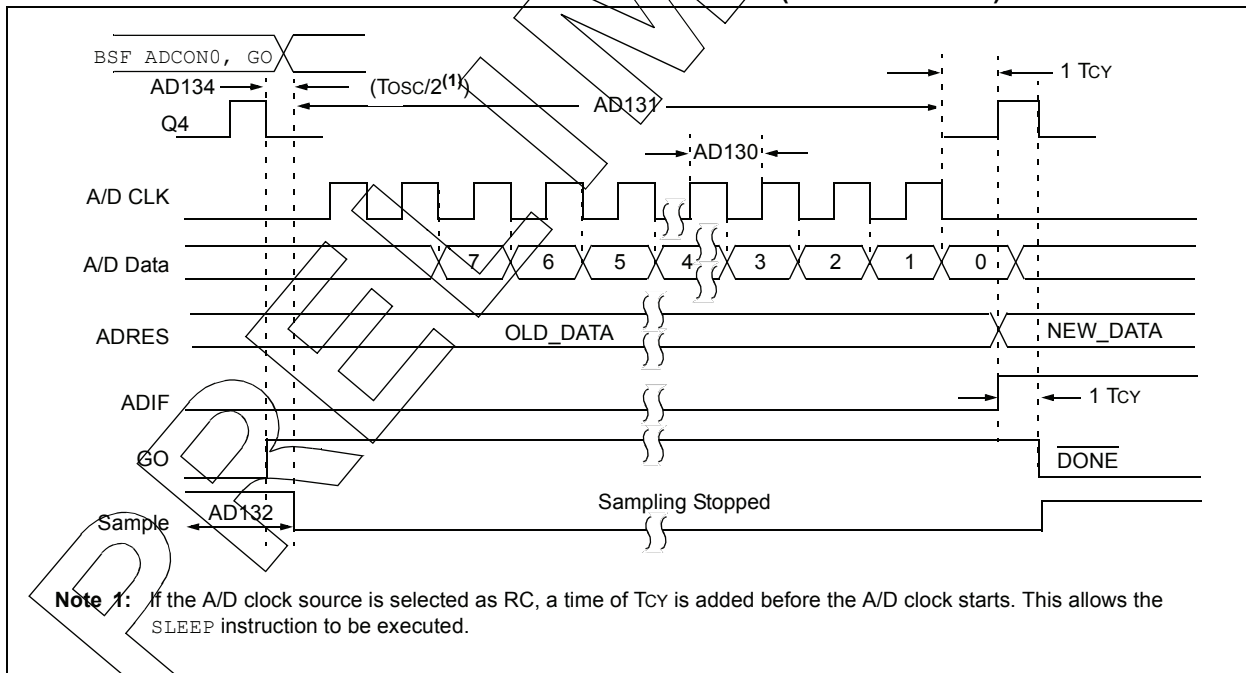 BSF ADCON0, GO
AD134
(TOSC/2(1))
AD131
1 TCY
Q4
AD130
A/D CLK
A/D Data
7 6 5 4 3 2 1 0
ADRES
OLD_DATA
NEW_DATA
ADIF
1 TCY
GO
DONE
Sample
AD132
Sampling Stopped
Note 1: If the A/D clock source is selected as RC, a time of TCY is added before the A/D clock starts. This allows the
SLEEP instruction to be executed.
PRELIM